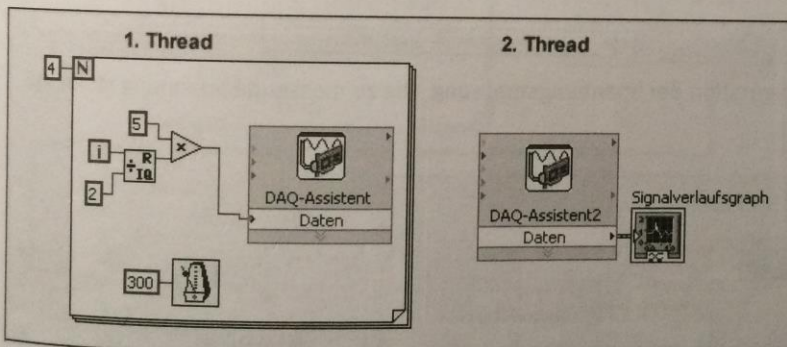 1. Thread
2. Thread
4
N
5
i
R
÷IQ
2
×
DAQ-Assistent
Daten
300
DAQ-Assistent2
Daten
Signalverlaufsgraph